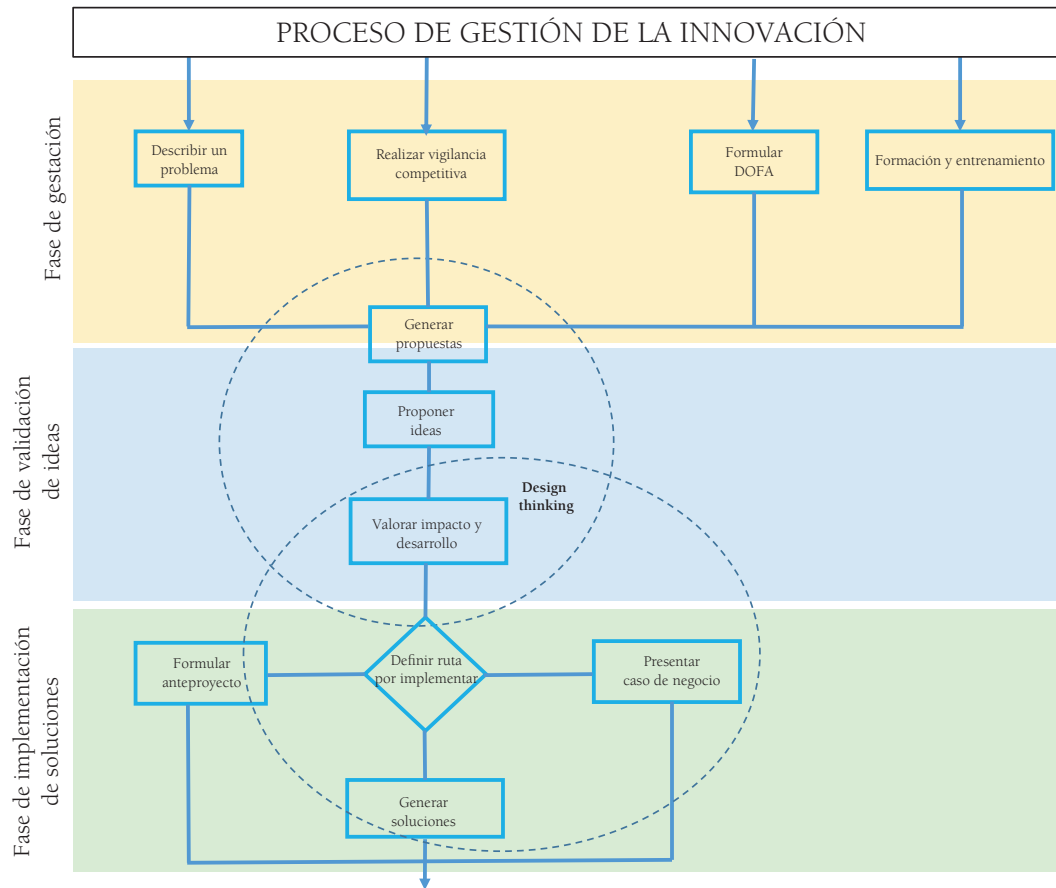 PROCESO DE GESTIÓN DE LA INNOVACIÓN
Fase de gestación
Describir un
problema
Realizar vigilancia
competitiva
Formular
DOFA
Formación y entrenamiento
Generar
propuestas
Fase de validación
de ideas
Proponer
ideas
Design
thinking
Valorar impacto y
desarrollo
Fase de implementación
de soluciones
Formular
anteproyecto
Definir ruta
por implementar
Presentar
caso de negocio
Generar
soluciones